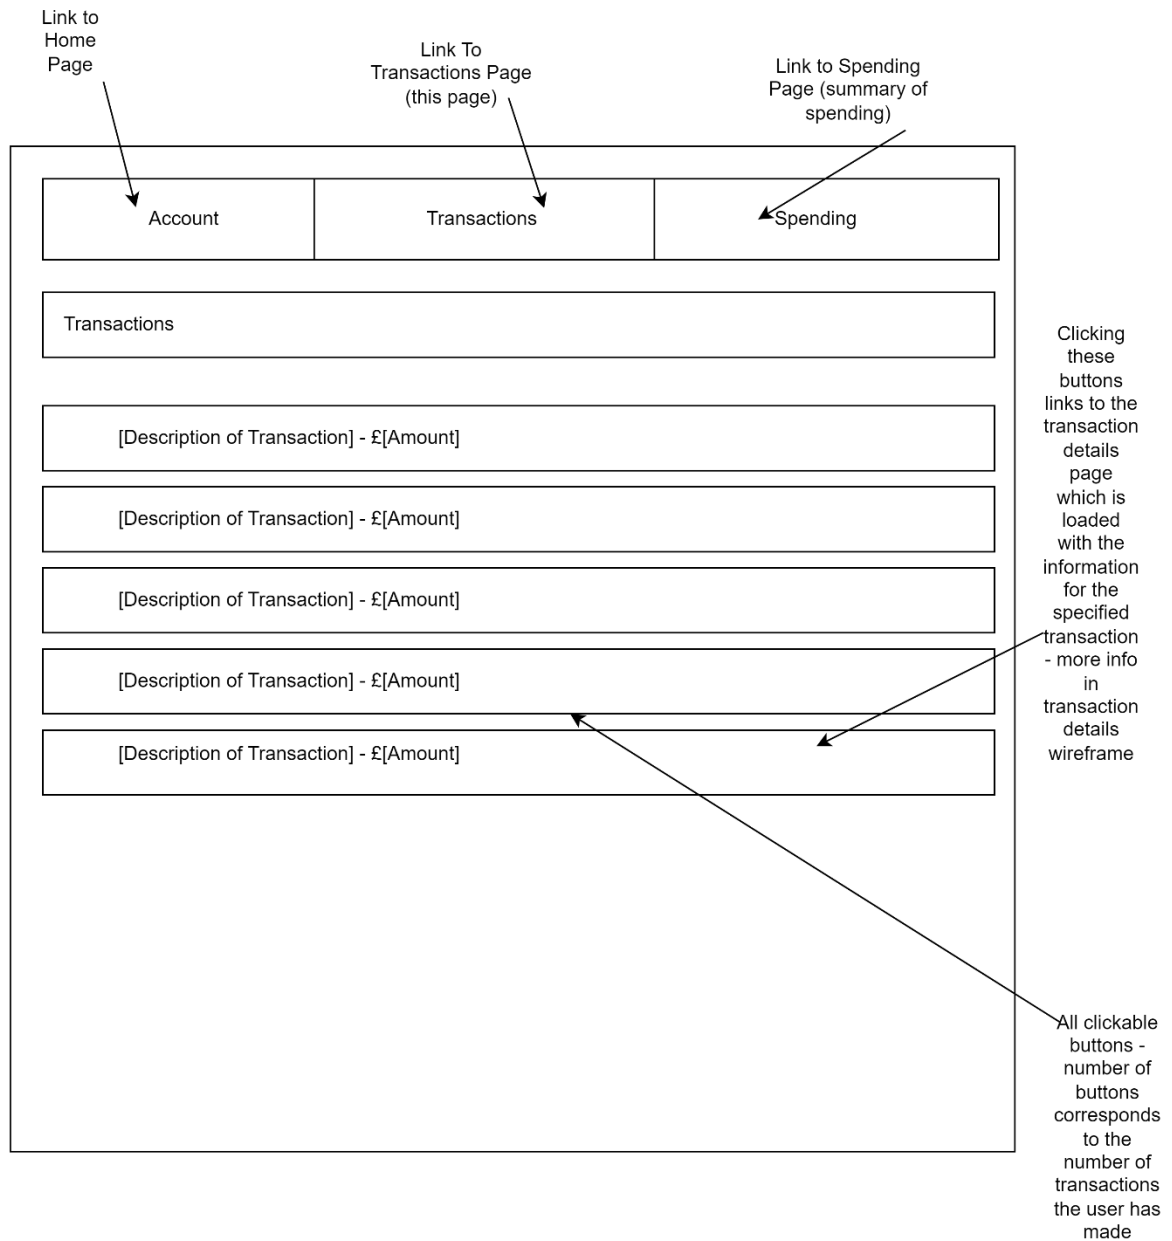 Link to
Home
Page
Link To
Transactions Page
(this page)
Link to Spending
Page (summary of
spending)
Account
Transactions
Spending
Transactions
[Description of Transaction] - £[Amount]
[Description of Transaction] - £[Amount]
[Description of Transaction] - £[Amount]
[Description of Transaction] - £[Amount]
[Description of Transaction] - £[Amount]
Clicking
these
buttons
links to the
transaction
details
page
which is
loaded
with the
information
for the
specified
transaction
- more info
in
transaction
details
wireframe
All clickable
buttons -
number of
buttons
corresponds
to the
number of
transactions
the user has
made